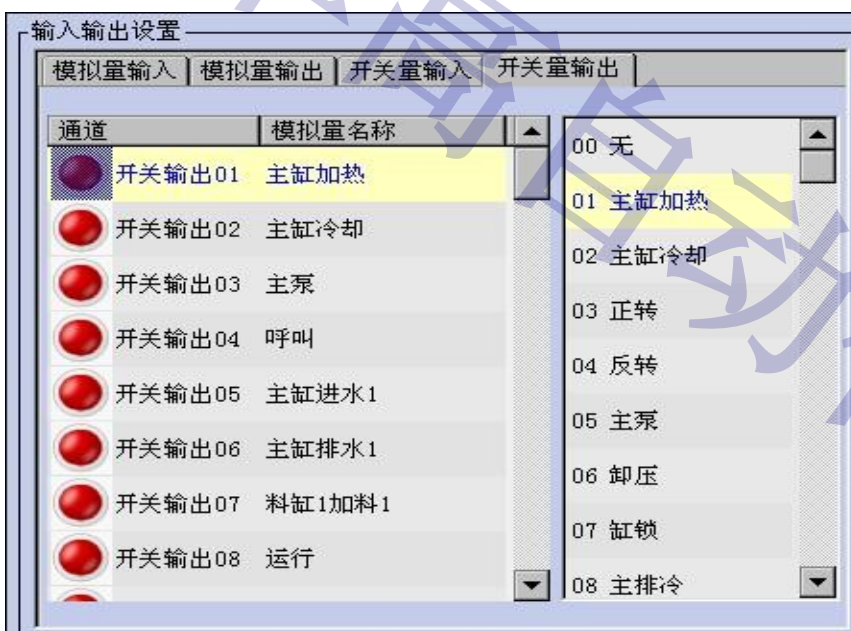 输入输出设置
模拟量输入 模拟量输出 开关量输入 开关量输出
通道 模拟量名称
开关输出01 主缸加热
开关输出02 主缸冷却
开关输出03 主泵
开关输出04 呼叫
开关输出05 主缸进水1
开关输出06 主缸排水1
开关输出07 料缸1加料1
开关输出08 运行
00 无
01 主缸加热
02 主缸冷却
03 正转
04 反转
05 主泵
06 卸压
07 缸锁
08 主排冷
自动